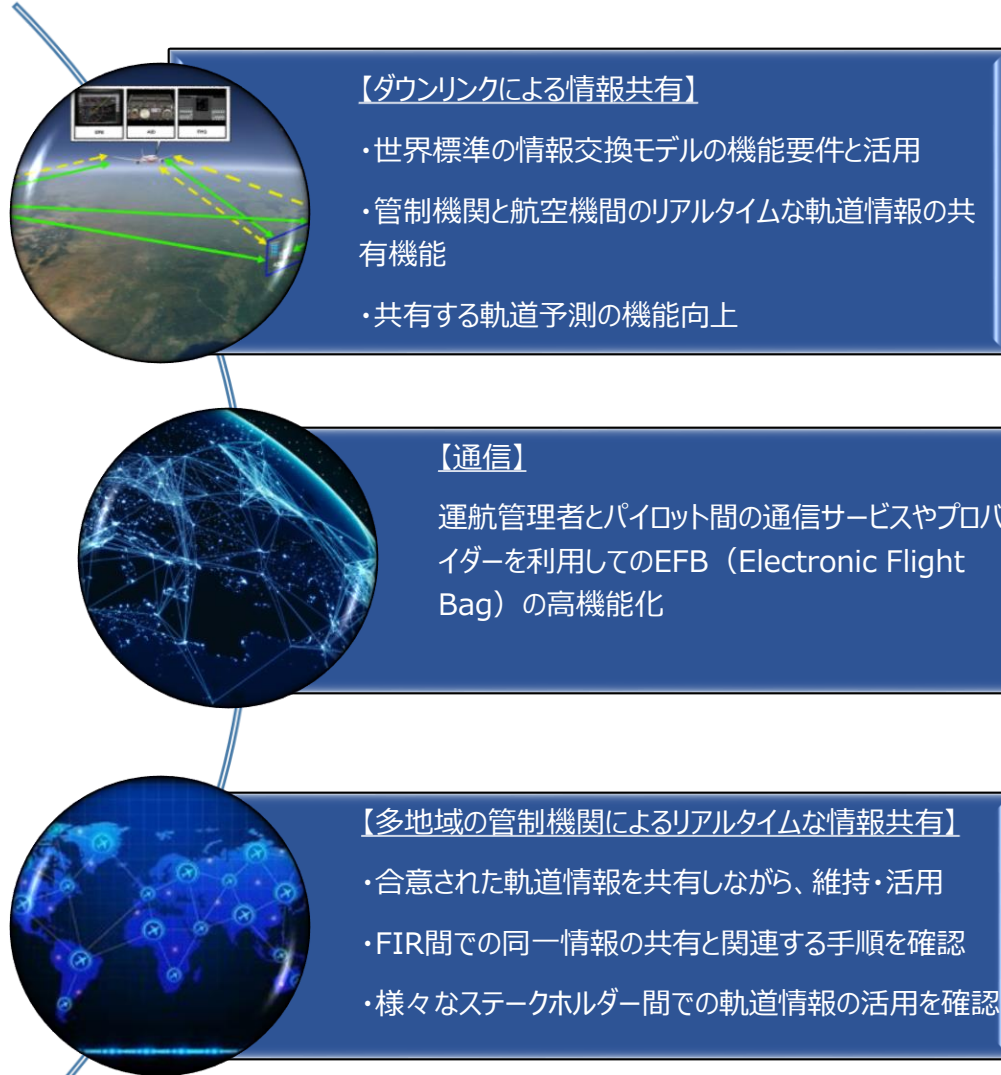 【ダウンリンクによる情報共有】
・世界標準の情報交換モデルの機能要件と活用
・管制機関と航空機間のリアルタイムな軌道情報の共
有機能
・共有する軌道予測の機能向上
【通信】
運航管理者とパイロット間の通信サービスやプロバ
イダーを利用してのEFB（Electronic Flight
Bag）の高機能化
【多地域の管制機関によるリアルタイムな情報共有】
・合意された軌道情報を共有しながら、維持・活用
・FIR間での同一情報の共有と関連する手順を確認
・様々なステークホルダー間での軌道情報の活用を確認